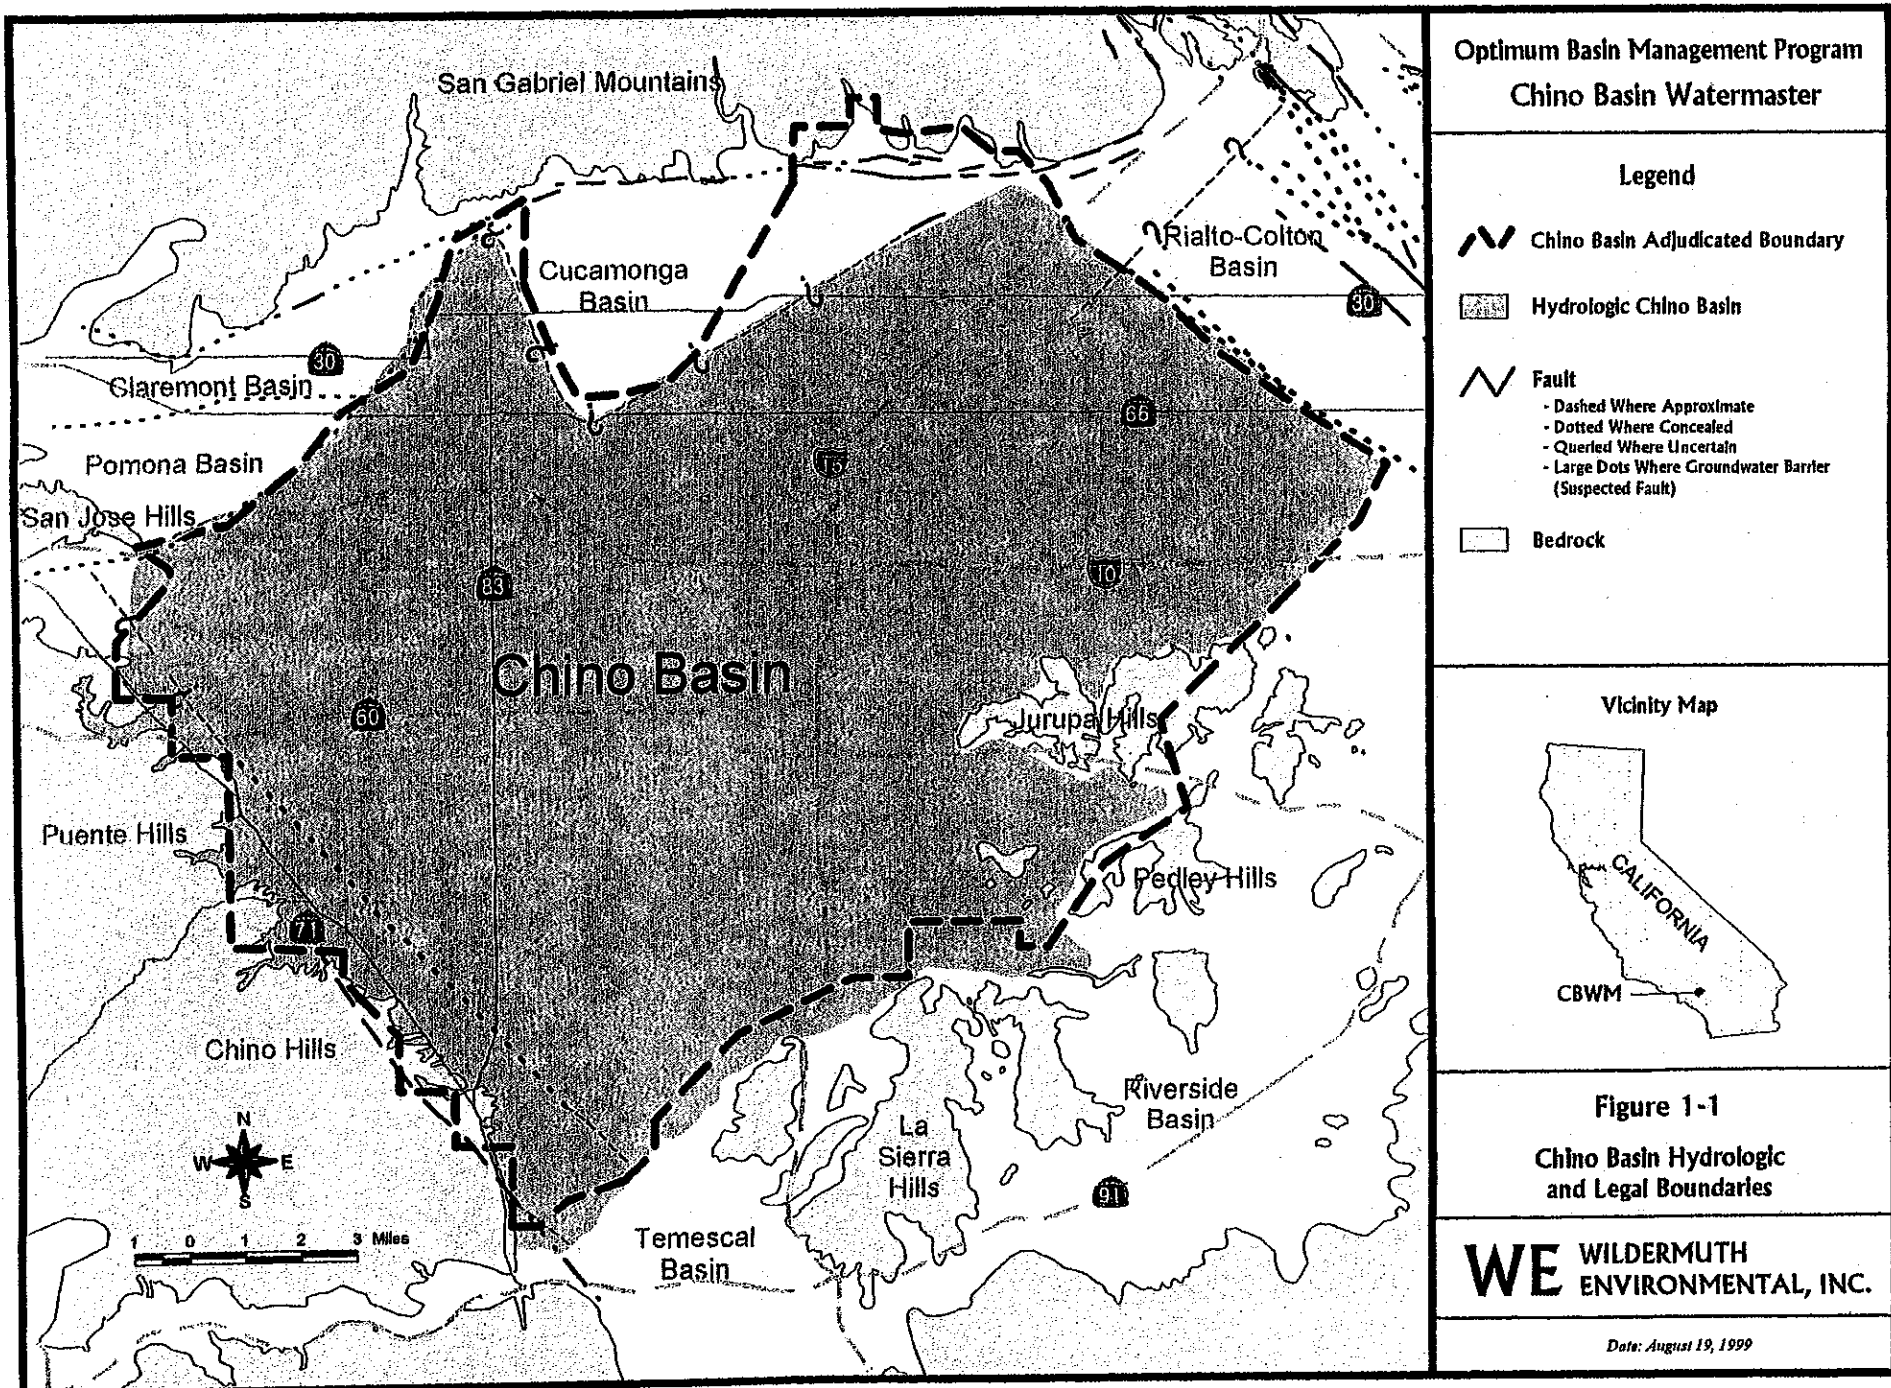 San Gabriel Mountains
Rialto-Colton
Basin
Cucamonga
Basin
30
30
Claremont Basin
66
Pomona Basin
15
San Jose Hills
10
83
Chino Basin
60
Jurupa Hills
Puente Hills
Pedley Hills
71
Chino Hills
Riverside
Basin
La
Sierra
Hills
91
N
W E
S
Temescal
Basin
1 0 1 2 3 Miles
Optimum Basin Management Program
Chino Basin Watermaster
Legend
Chino Basin Adjudicated Boundary
Hydrologic Chino Basin
Fault
- Dashed Where Approximate
- Dotted Where Concealed
- Queried Where Uncertain
- Large Dots Where Groundwater Barrier
(Suspected Fault)
Bedrock
Vicinity Map
CALIFORNIA
CBWM
Figure 1-1
Chino Basin Hydrologic
and Legal Boundaries
WE WILDERMUTH
ENVIRONMENTAL, INC.
Date: August 19, 1999